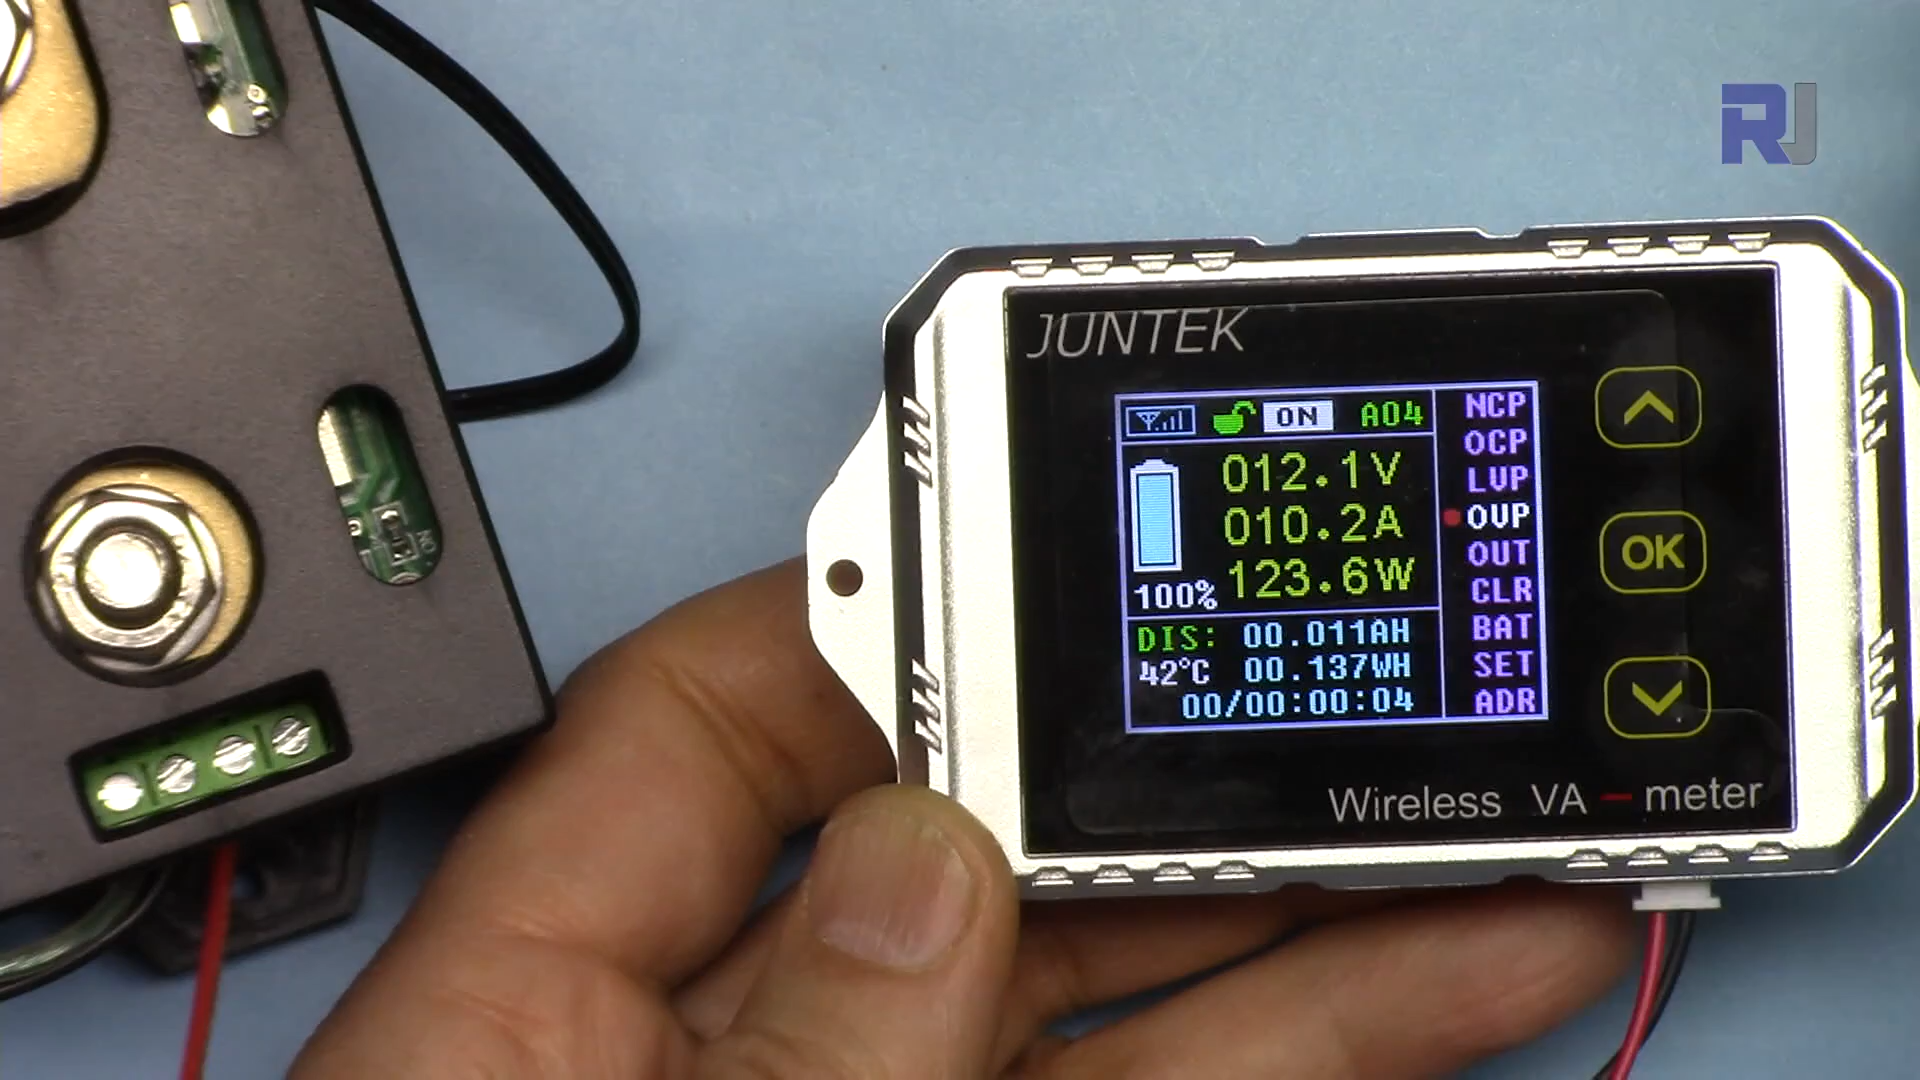 RJ
JUNTEK
ON A04
012.1V
010.2A
123.6W
100%
DIS: 00.011AH
42°C 00.137WH
00/00:00:04
NCP
OCP
LVP
OVP
OUT
CLR
BAT
SET
ADR
OK
Wireless VA - meter
NO